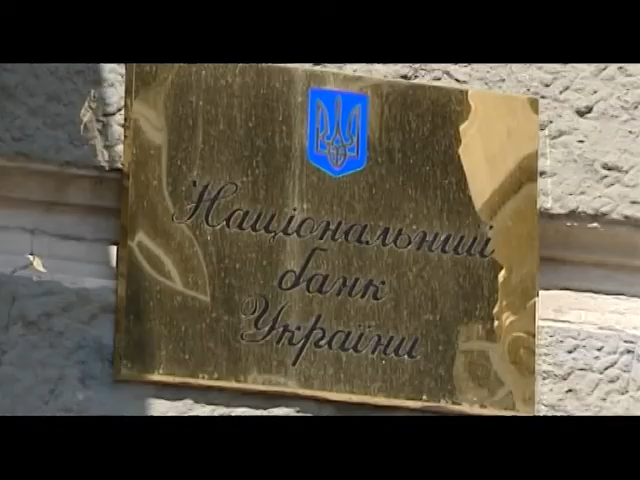 Національний
банк
України